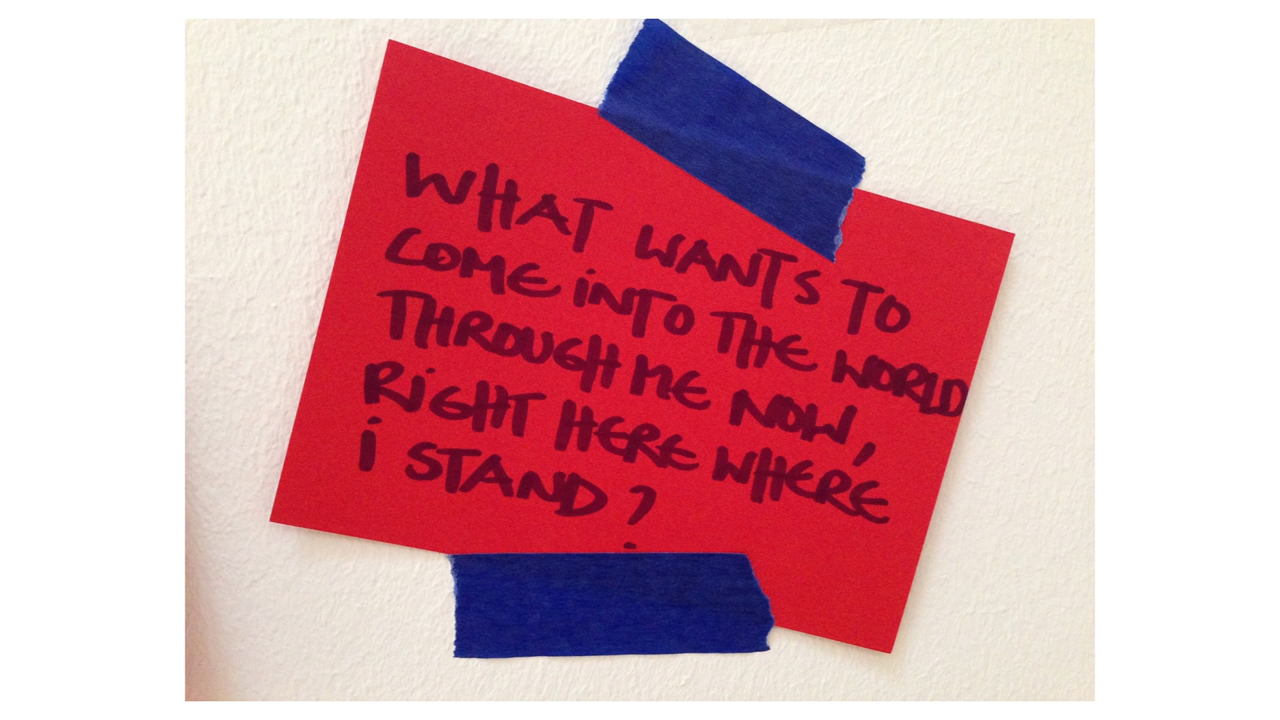 WHAT WANTS TO
COME iNTO THE WORLD
THROUGH ME NOW,
RiGHT HERE WHERE
i STAND?